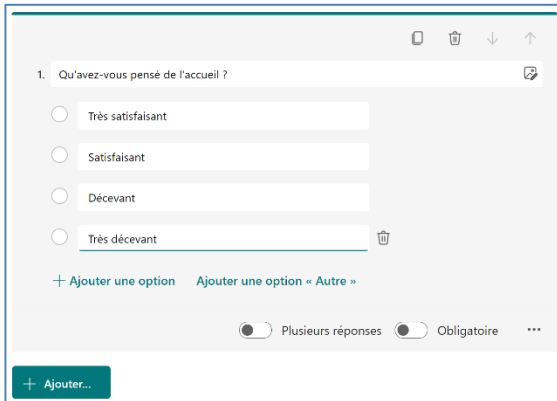 1. Qu'avez-vous pensé de l'accueil ?
Très satisfaisant
Satisfaisant
Décevant
Très décevant
+ Ajouter une option Ajouter une option « Autre »
Plusieurs réponses Obligatoire ...
+ Ajouter...